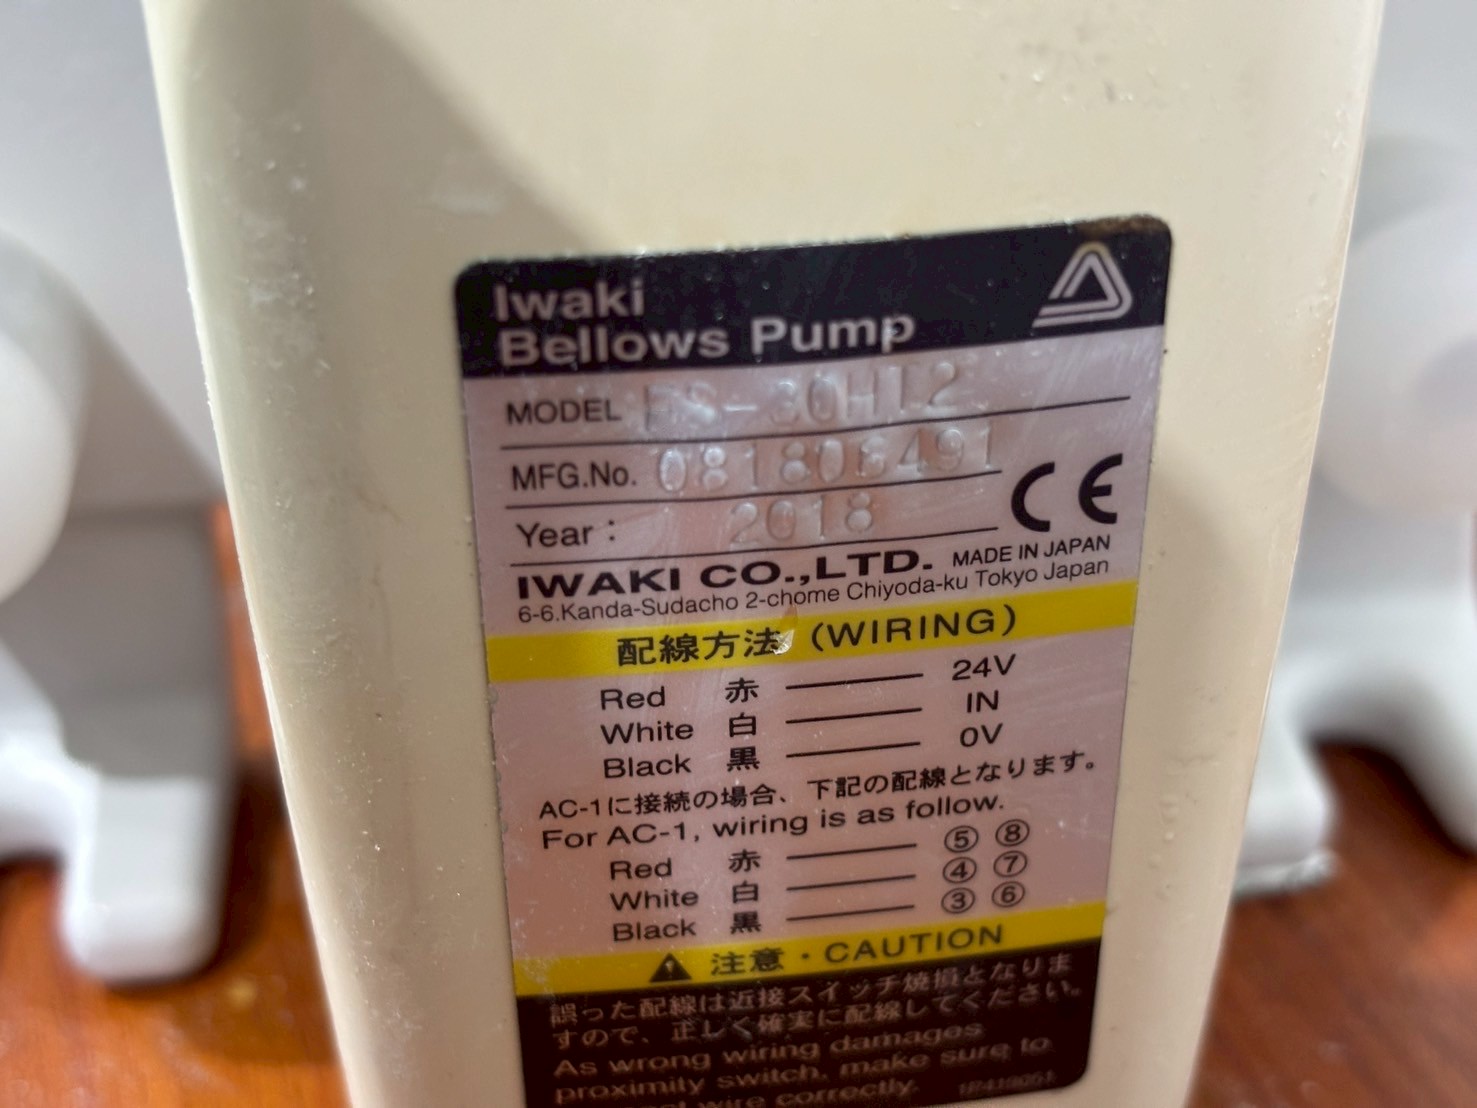 Iwaki
Bellows Pump
MODEL FS-30HT2
MFG.No. 081806491
Year : 2018
IWAKI CO.,LTD. MADE IN JAPAN
6-6.Kanda-Sudacho 2-chome Chiyoda-ku Tokyo Japan
配線方法 (WIRING)
Red 赤 24V
White 白 IN
Black 黒 0V
AC-1に接続の場合、下記の配線となります。
For AC-1, wiring is as follow.
Red 赤 ⑤ ⑧
White 白 ④ ⑦
Black 黒 ③ ⑥
注意・CAUTION
誤った配線は近接スイッチ焼損となりま
すので、正しく確実に配線してください。
As wrong wiring damages
proximity switch, make sure to
wire correctly.